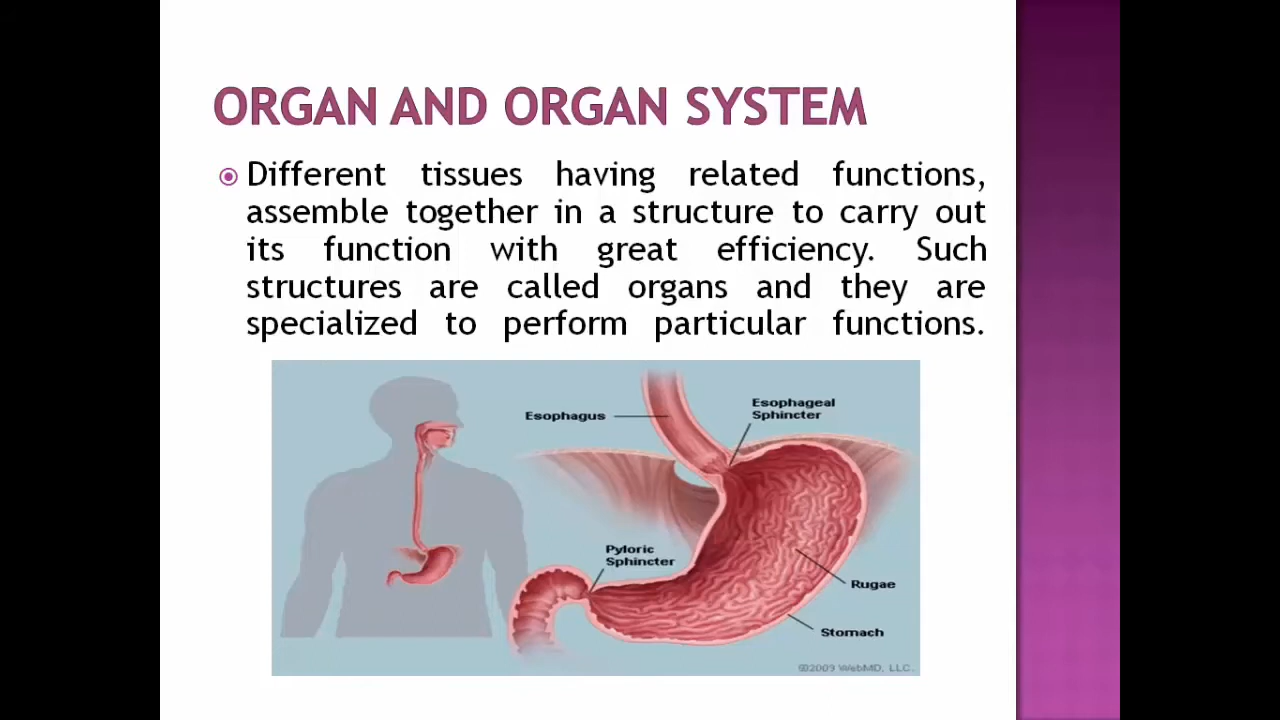 ORGAN AND ORGAN SYSTEM
Different tissues having related functions,
assemble together in a structure to carry out
its function with great efficiency. Such
structures are called organs and they are
specialized to perform particular functions.
Esophagus
Esophageal
Sphincter
Pyloric
Sphincter
Rugae
Stomach
©2009 WebMD, LLC.